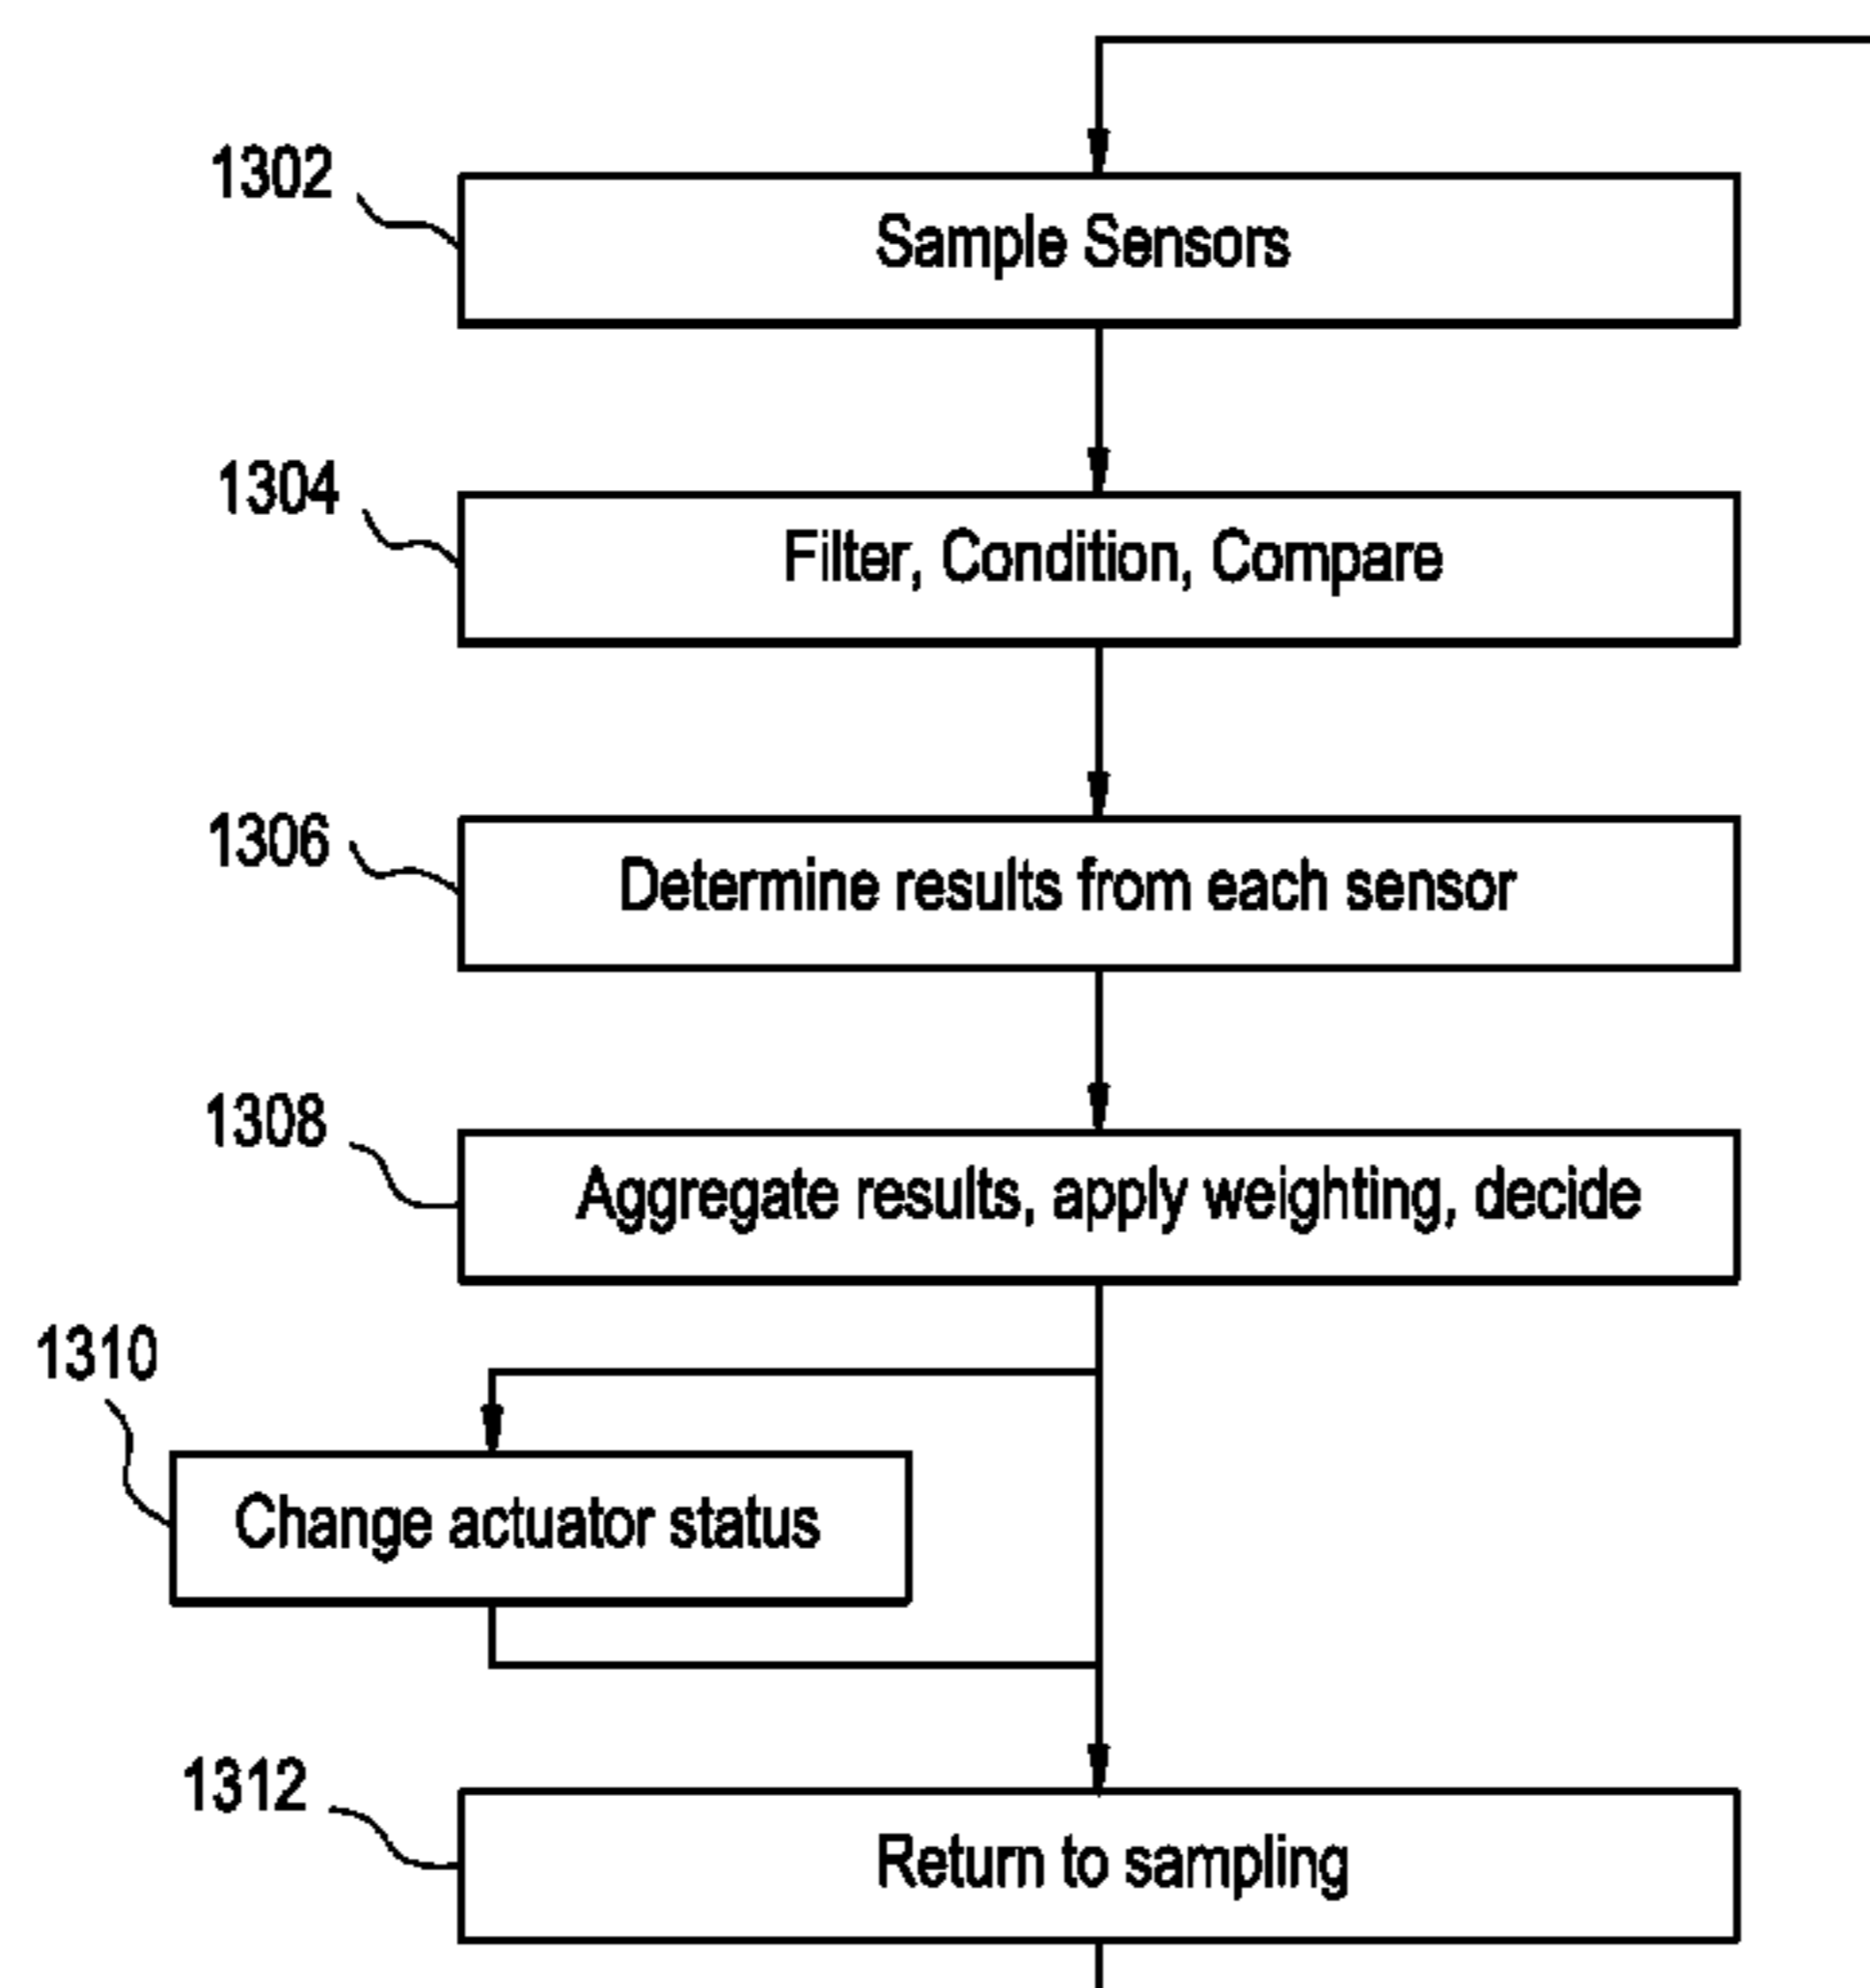 1302
Sample Sensors
1304
Filter, Condition, Compare
1306
Determine results from each sensor
1308
Aggregate results, apply weighting, decide
1310
Change actuator status
1312
Return to sampling